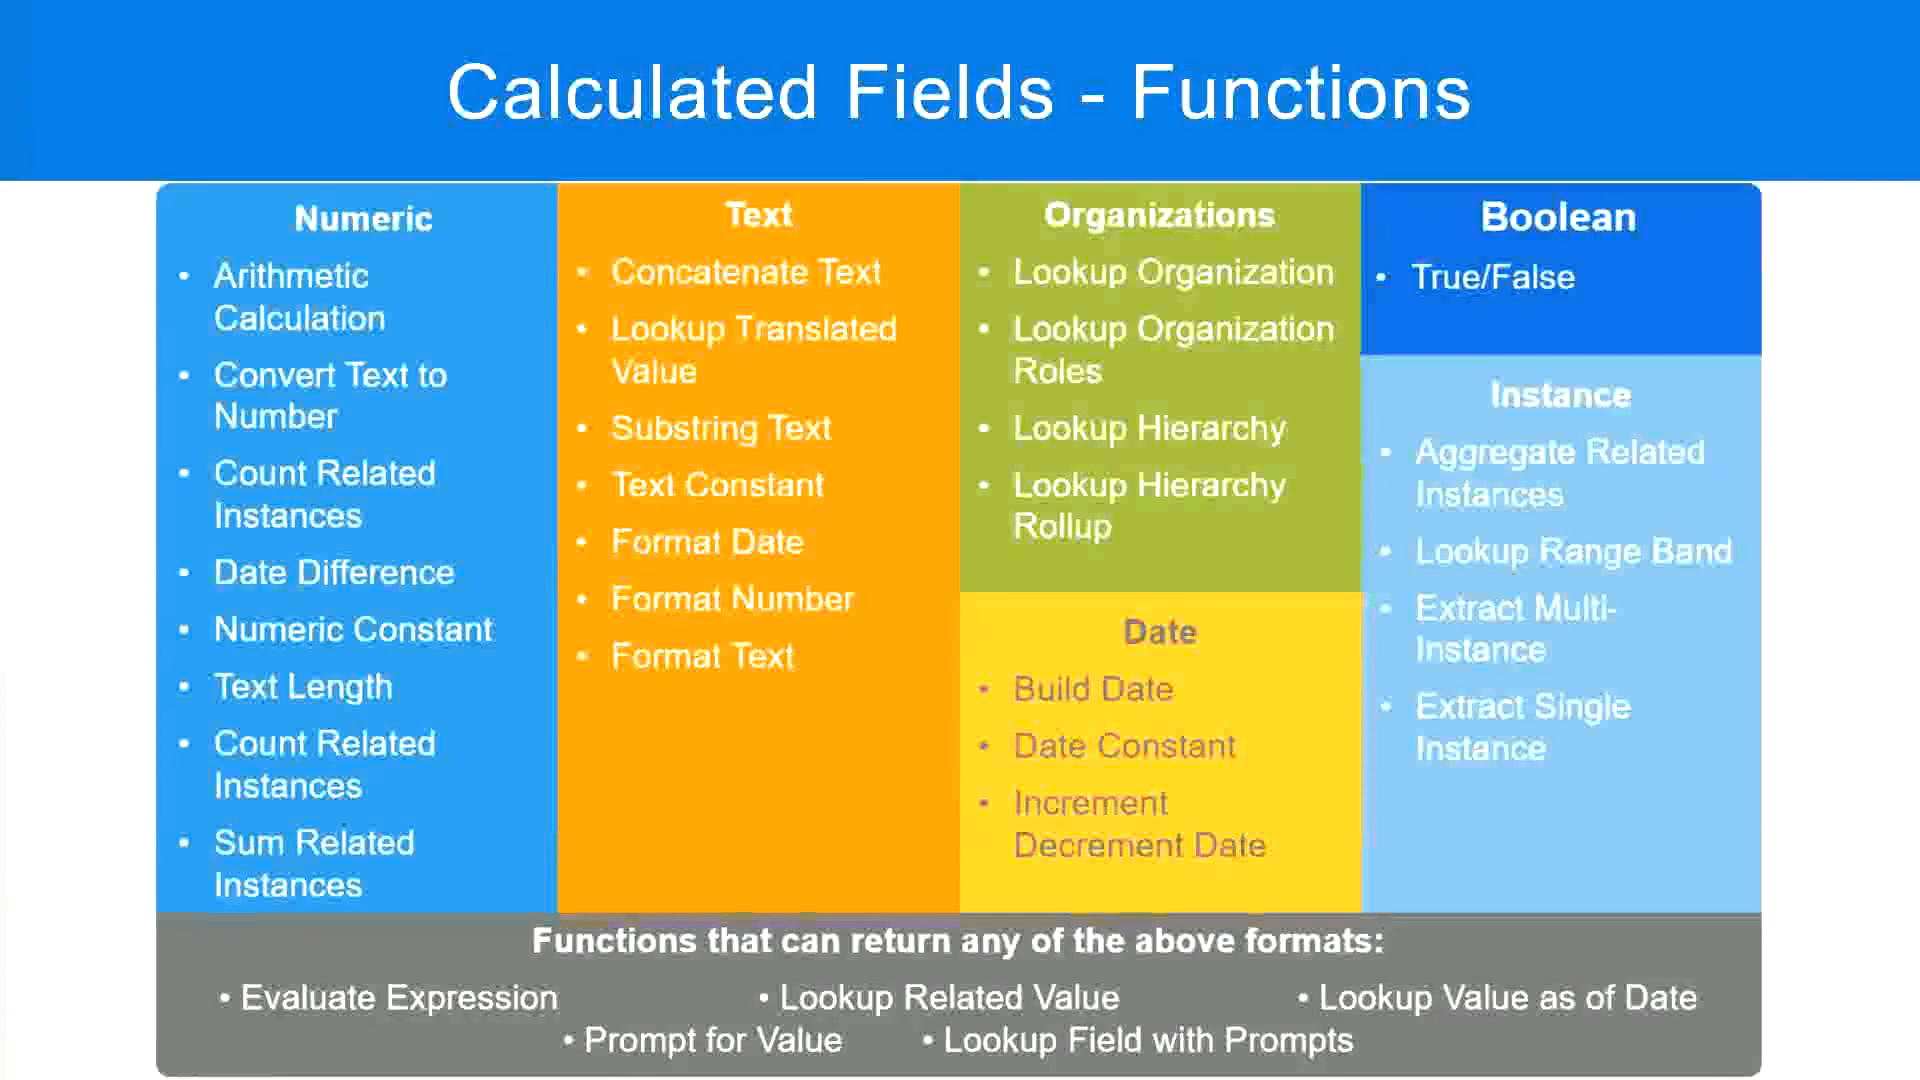 Calculated Fields - Functions
Numeric
• Arithmetic
Calculation
• Convert Text to
Number
• Count Related
Instances
• Date Difference
• Numeric Constant
• Text Length
• Count Related
Instances
• Sum Related
Instances
Text
• Concatenate Text
• Lookup Translated
Value
• Substring Text
• Text Constant
• Format Date
• Format Number
• Format Text
Organizations
• Lookup Organization
• Lookup Organization
Roles
• Lookup Hierarchy
• Lookup Hierarchy
Rollup
Date
• Build Date
• Date Constant
• Increment
Decrement Date
Boolean
• True/False
Instance
• Aggregate Related
Instances
• Lookup Range Band
• Extract Multi-
Instance
• Extract Single
Instance
Functions that can return any of the above formats:
• Evaluate Expression • Lookup Related Value • Lookup Value as of Date
• Prompt for Value • Lookup Field with Prompts